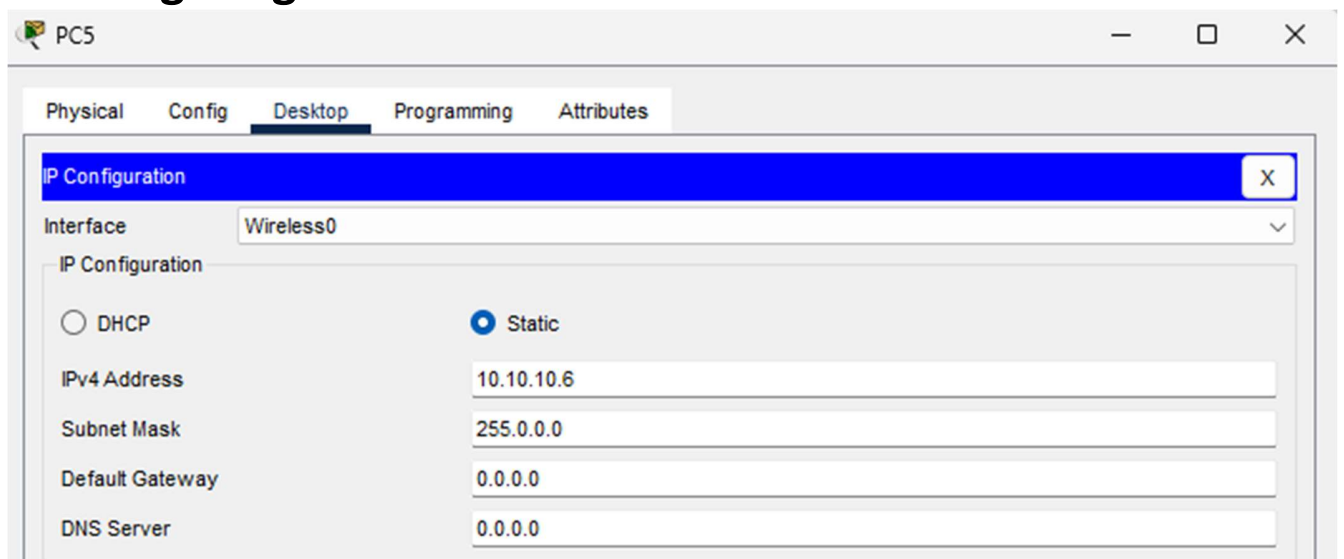 PC5
Physical Config Desktop Programming Attributes
IP Configuration X
Interface Wireless0
IP Configuration
DHCP Static
IPv4 Address 10.10.10.6
Subnet Mask 255.0.0.0
Default Gateway 0.0.0.0
DNS Server 0.0.0.0